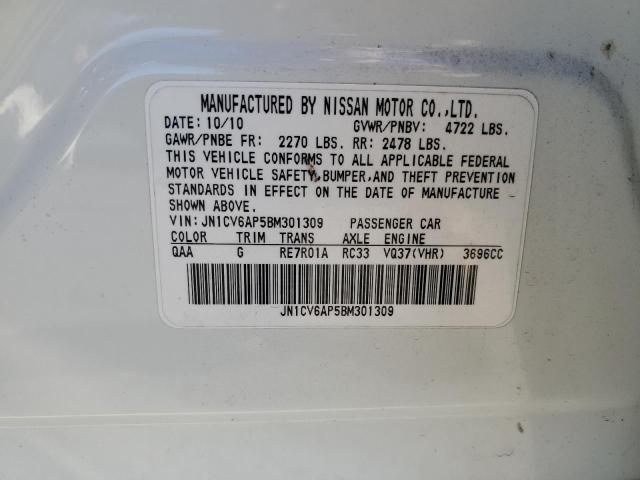 MANUFACTURED BY NISSAN MOTOR CO.,LTD.
DATE: 10/10 GVWR/PNBV: 4722 LBS.
GAWR/PNBE FR: 2270 LBS. RR: 2478 LBS.
THIS VEHICLE CONFORMS TO ALL APPLICABLE FEDERAL
MOTOR VEHICLE SAFETY,BUMPER,AND THEFT PREVENTION
STANDARDS IN EFFECT ON THE DATE OF MANUFACTURE
SHOWN ABOVE.
VIN: JN1CV6AP5BM301309 PASSENGER CAR
COLOR TRIM TRANS AXLE ENGINE
QAA G RE7R01A RC33 VQ37(VHR) 3696CC
JN1CV6AP5BM301309